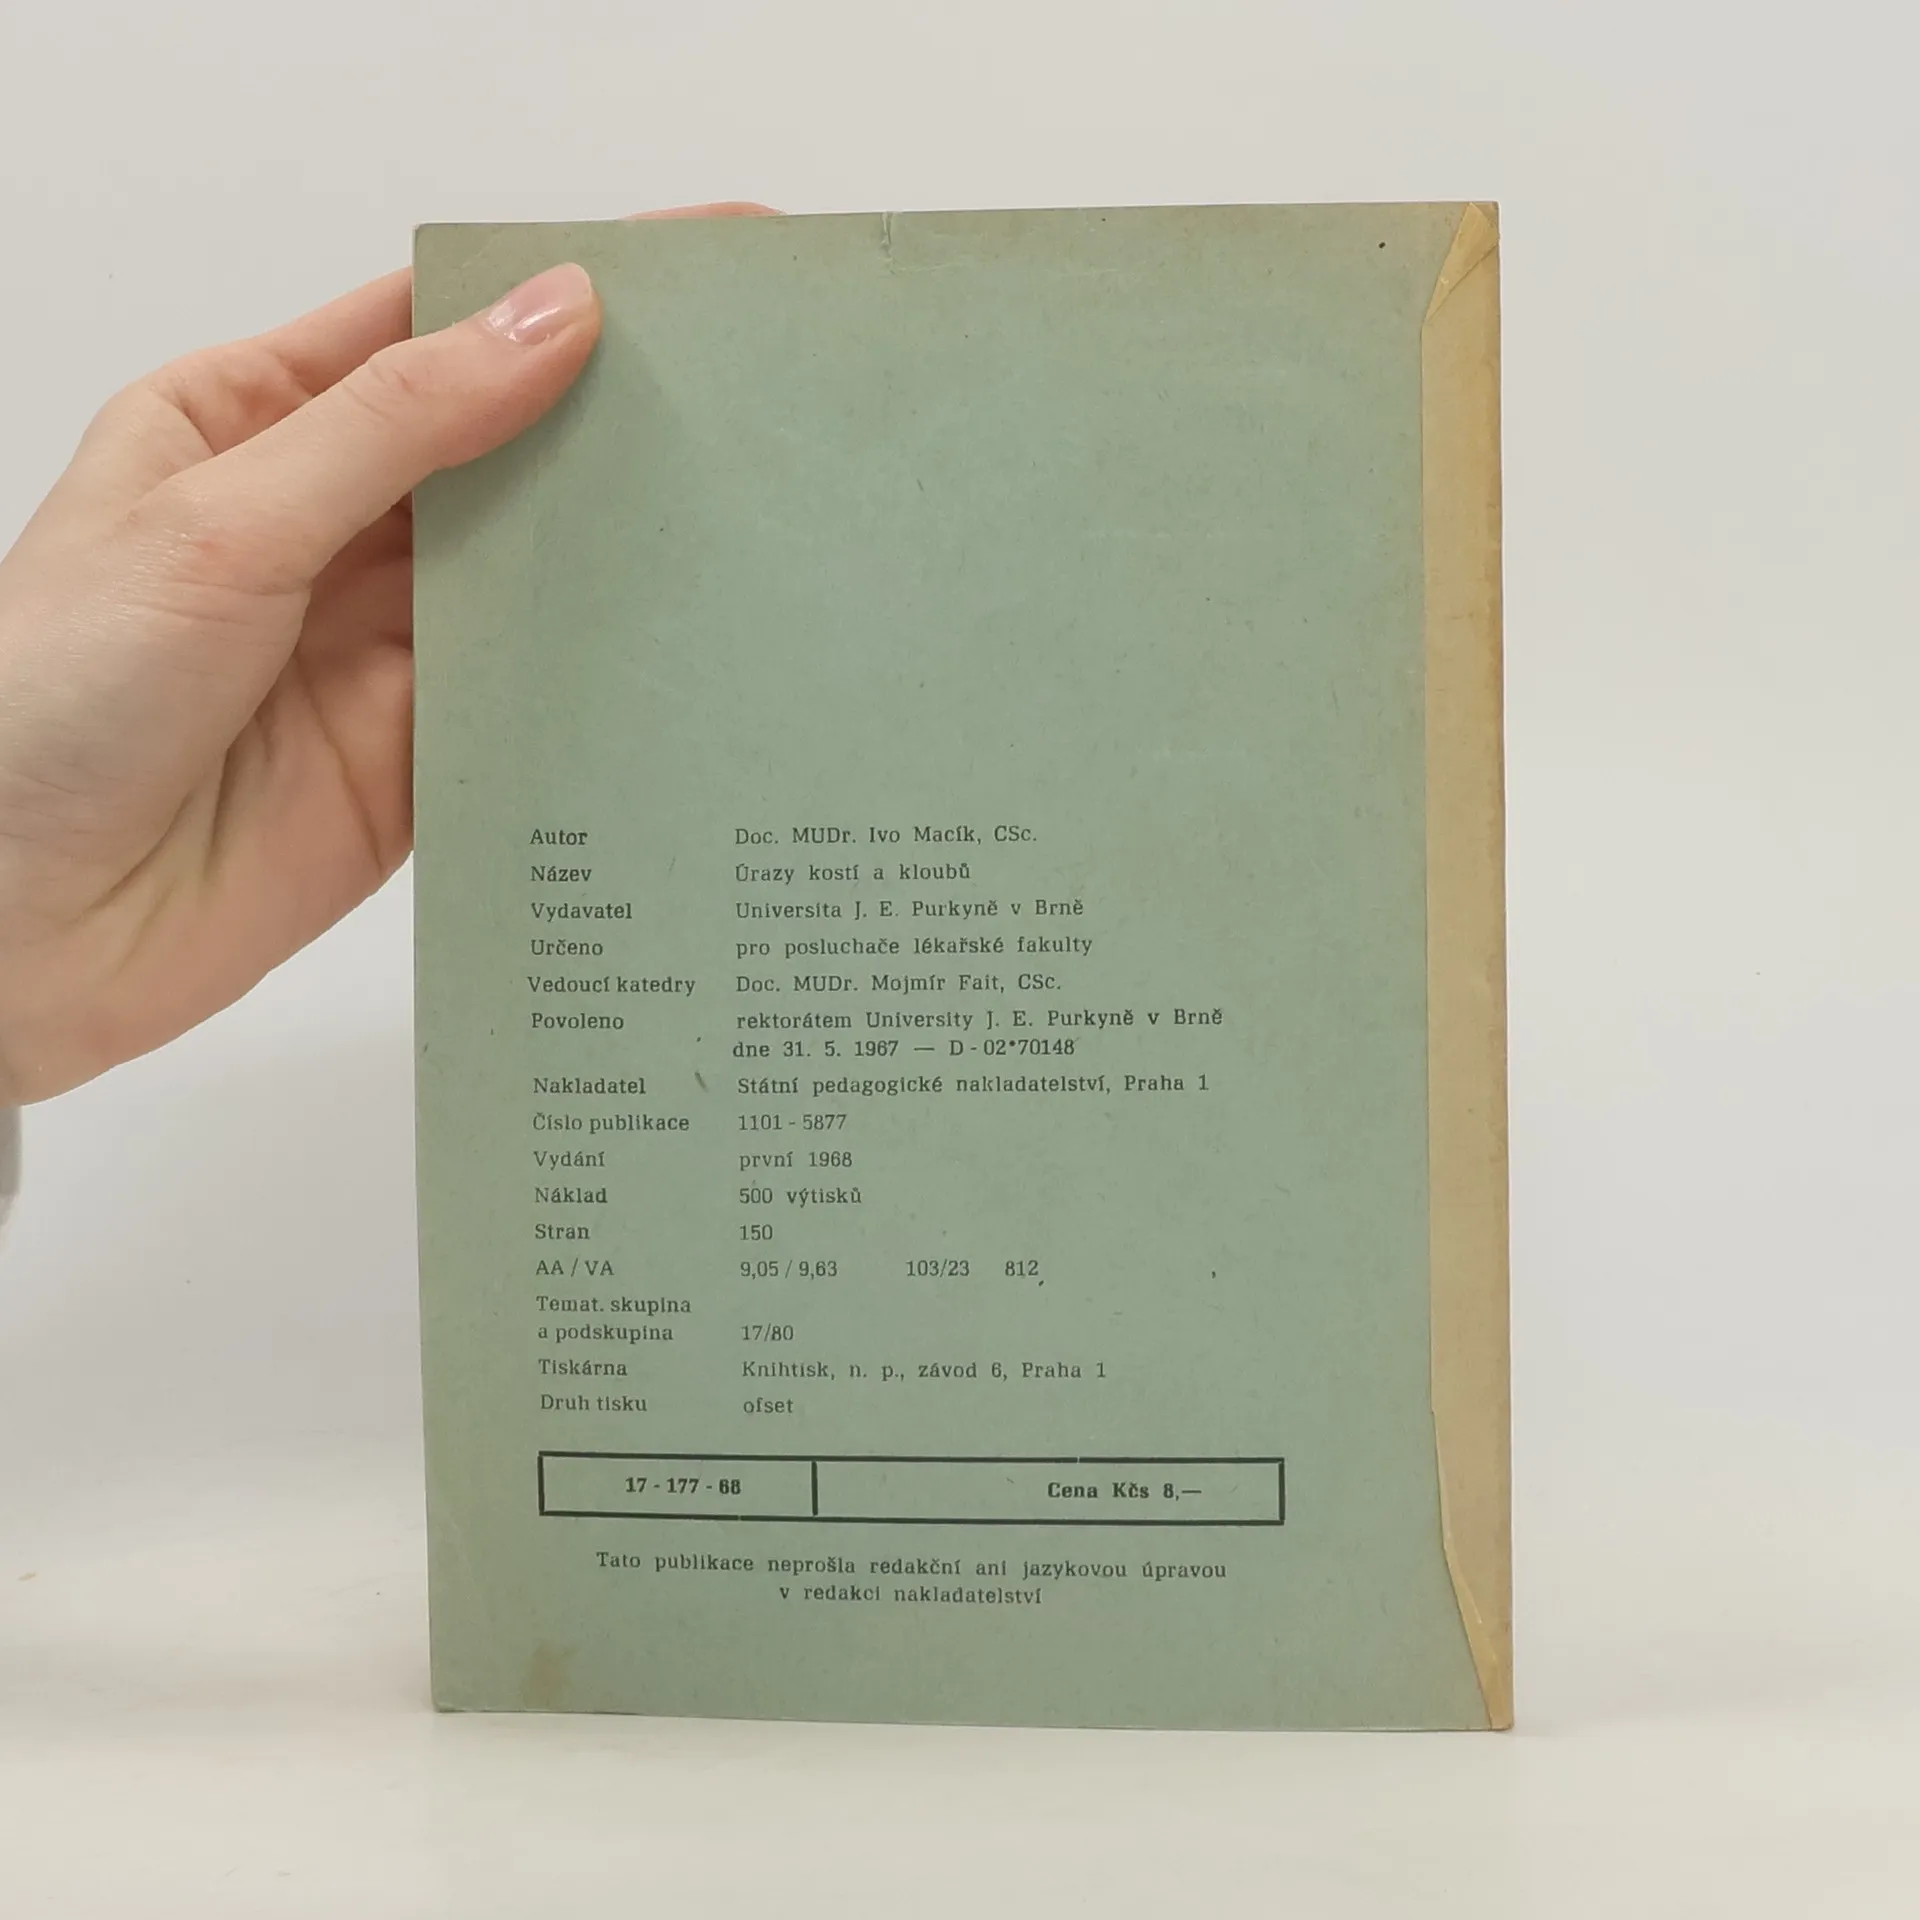 Autor Doc. MUDr. Ivo Macík, CSc.
Název Úrazy kostí a kloubů
Vydavatel Universita J. E. Purkyně v Brně
Určeno pro posluchače lékařské fakulty
Vedoucí katedry Doc. MUDr. Mojmír Fait, CSc.
Povoleno rektorátem University J. E. Purkyně v Brně
dne 31. 5. 1967 — D - 02*70148
Nakladatel Státní pedagogické nakladatelství, Praha 1
Číslo publikace 1101 - 5877
Vydání první 1968
Náklad 500 výtisků
Stran 150
AA / VA 9,05 / 9,63 103/23 812
Temat. skupina
a podskupina 17/80
Tiskárna Knihtisk, n. p., závod 6, Praha 1
Druh tisku ofset
17 - 177 - 68 Cena Kčs 8,—
Tato publikace neprošla redakční ani jazykovou úpravou
v redakci nakladatelství